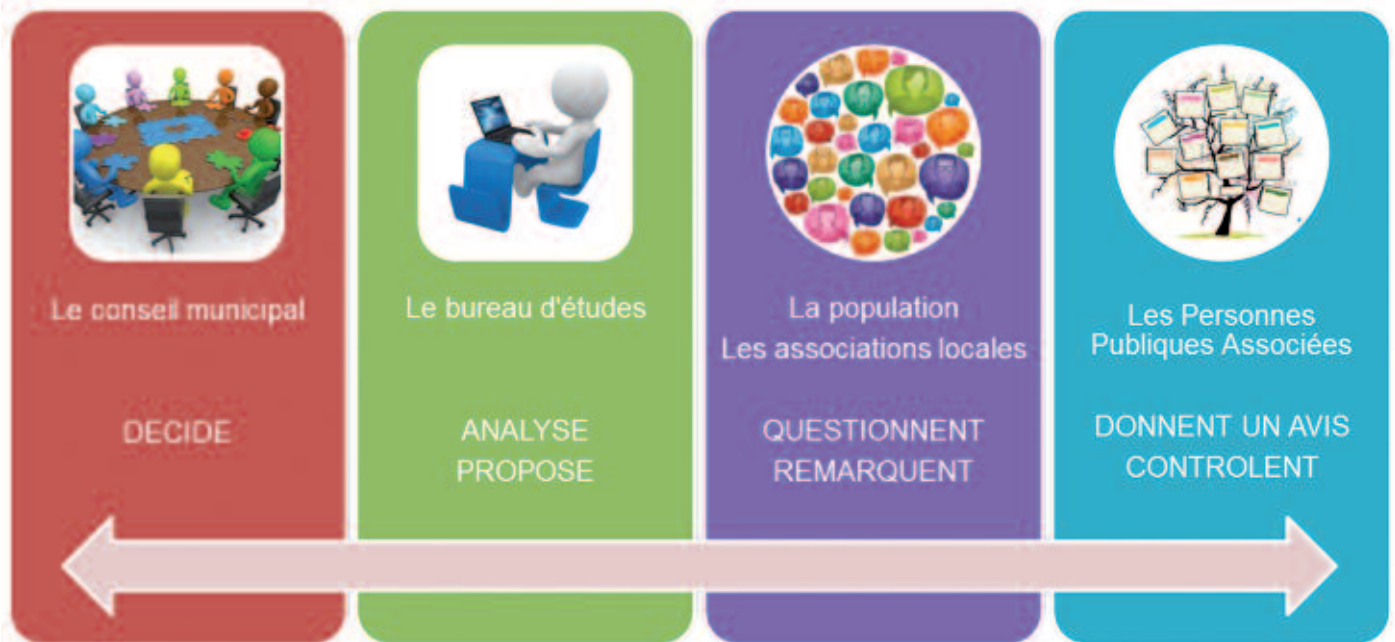 Le conseil municipal
DECIDE
Le bureau d'études
ANALYSE
PROPOSE
La population
Les associations locales
QUESTIONNENT
REMARQUENT
Les Personnes
Publiques Associées
DONNENT UN AVIS
CONTROLENT